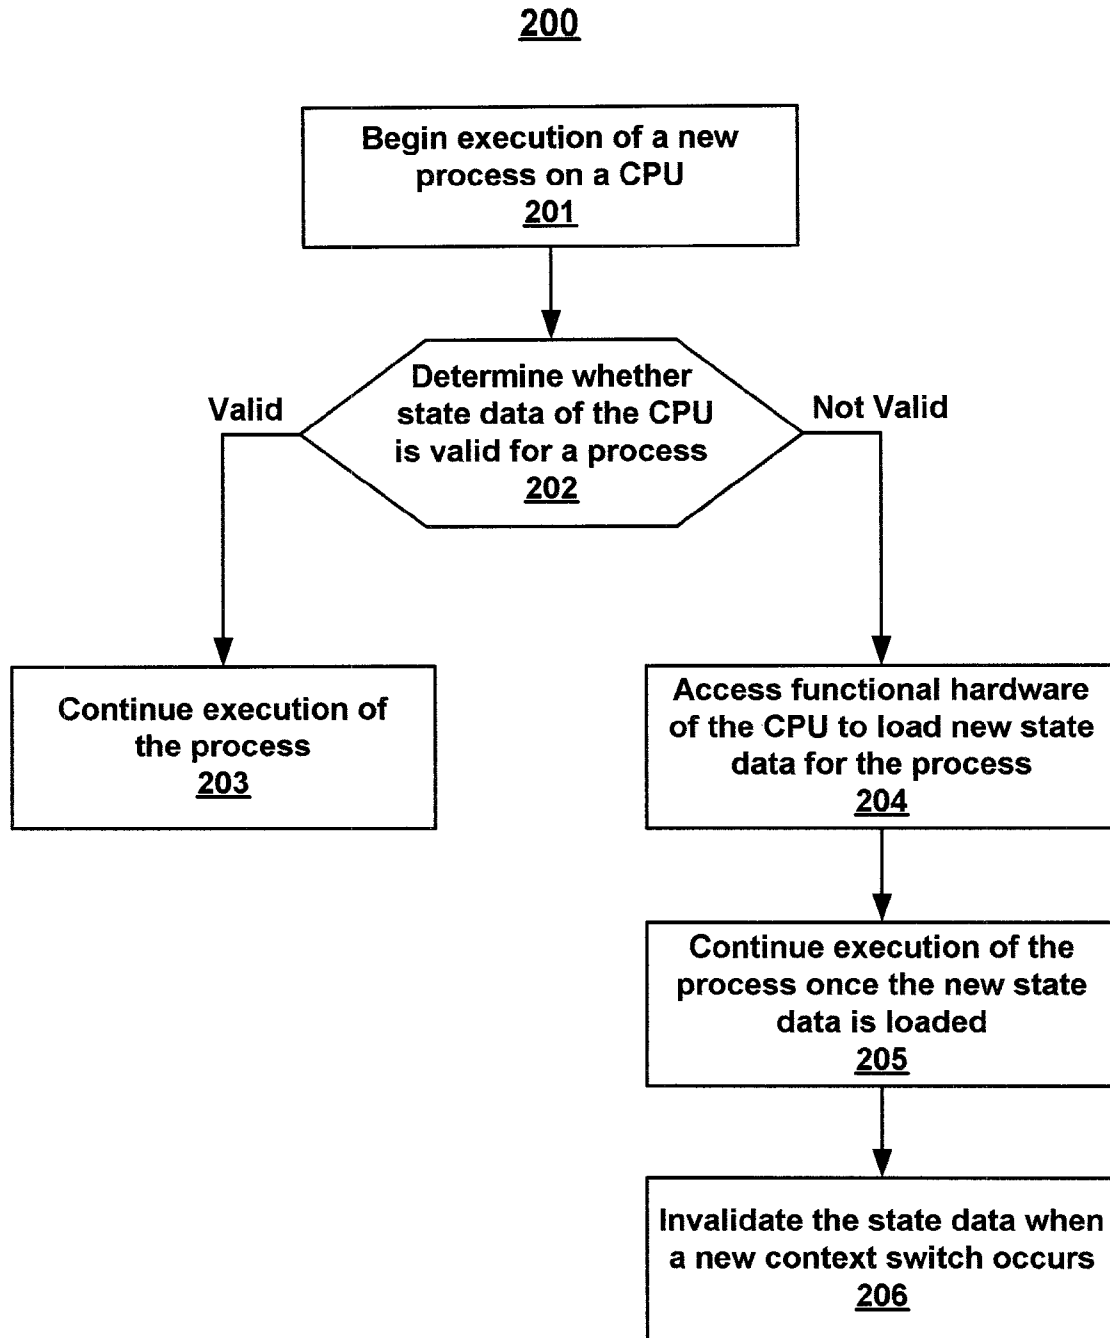 200
Begin execution of a new
process on a CPU
201
Determine whether
state data of the CPU
is valid for a process
202
Valid
Not Valid
Continue execution of
the process
203
Access functional hardware
of the CPU to load new state
data for the process
204
Continue execution of the
process once the new state
data is loaded
205
Invalidate the state data when
a new context switch occurs
206